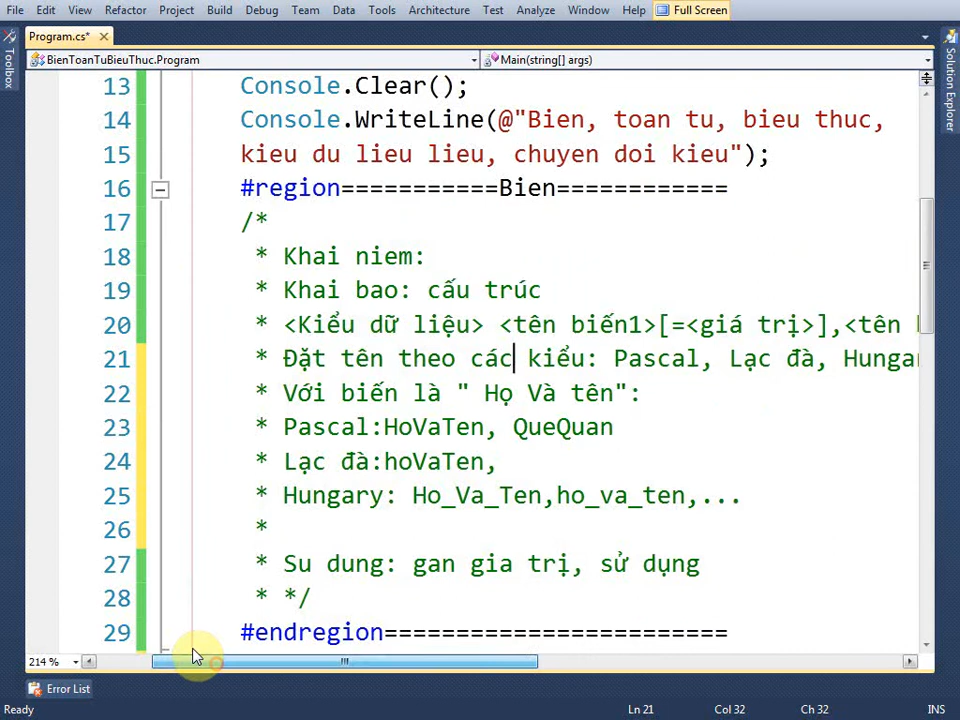 File Edit View Refactor Project Build Debug Team Data Tools Architecture Test Analyze Window Help Full Screen
Program.cs*
BienToanTuBieuThuc.Program Main(string[] args)
Toolbox
Solution Explorer
13 Console.Clear();
14 Console.WriteLine(@"Bien, toan tu, bieu thuc,
15 kieu du lieu lieu, chuyen doi kieu");
16 #region===========Bien============
17 /*
18 * Khai niem:
19 * Khai bao: cấu trúc
20 * <Kiểu dữ liệu> <tên biến1>[=<giá trị>],<tên
21 * Đặt tên theo các kiểu: Pascal, Lạc đà, Hungar
22 * Với biến là " Họ Và tên":
23 * Pascal:HoVaTen, QueQuan
24 * Lạc đà:hoVaTen,
25 * Hungary: Ho_Va_Ten,ho_va_ten,...
26 *
27 * Su dung: gan gia trị, sử dụng
28 * */
29 #endregion========================
214 %
Error List
Ready Ln 21 Col 32 Ch 32 INS